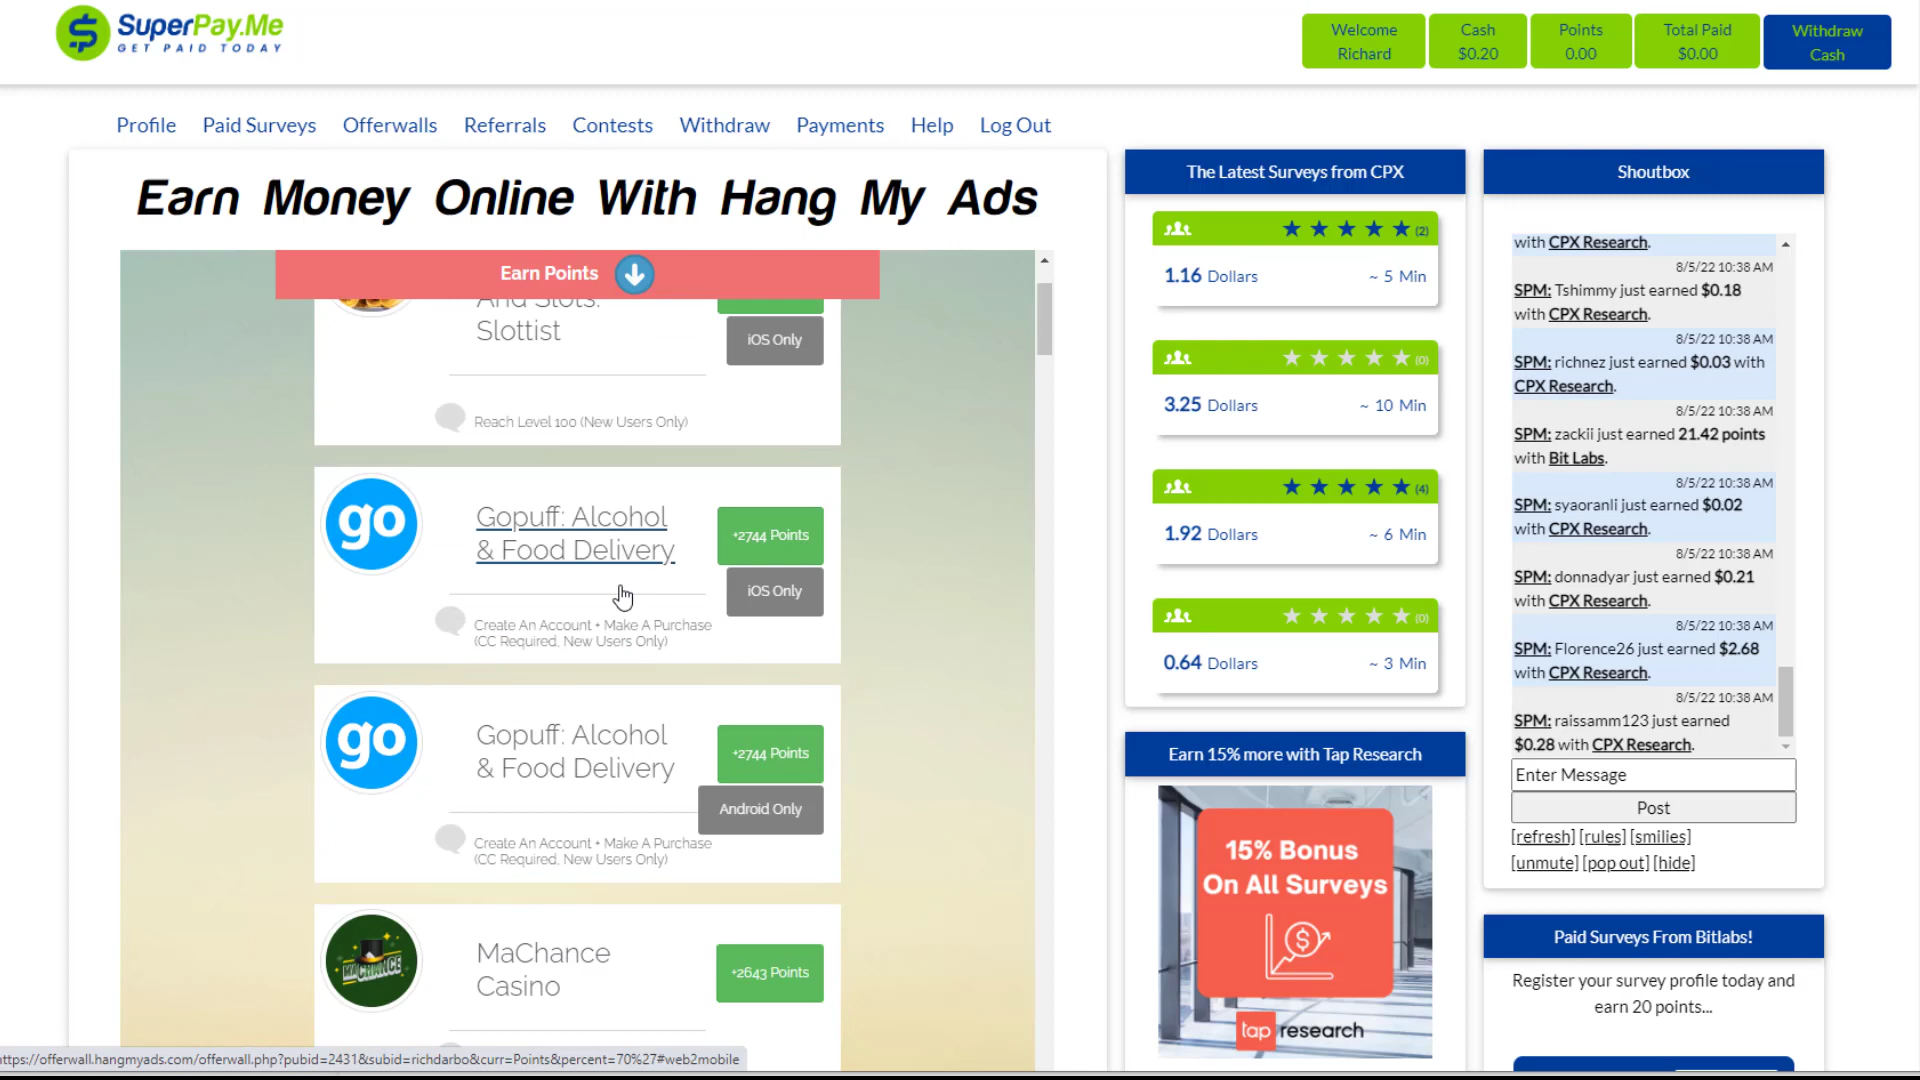 SuperPay.Me
GET PAID TODAY
Welcome
Richard
Cash
$0.20
Points
0.00
Total Paid
$0.00
Withdraw
Cash
Profile
Paid Surveys
Offerwalls
Referrals
Contests
Withdraw
Payments
Help
Log Out
Earn Money Online With Hang My Ads
Earn Points
And Slots:
Slottist
iOS Only
Reach Level 100 (New Users Only)
go
Gopuff: Alcohol
& Food Delivery
+2744 Points
iOS Only
Create An Account + Make A Purchase
(CC Required, New Users Only)
go
Gopuff: Alcohol
& Food Delivery
+2744 Points
Android Only
Create An Account + Make A Purchase
(CC Required, New Users Only)
MACHANCE
MaChance
Casino
+2643 Points
The Latest Surveys from CPX
(2)
1.16 Dollars
~ 5 Min
(0)
3.25 Dollars
~ 10 Min
(4)
1.92 Dollars
~ 6 Min
(0)
0.64 Dollars
~ 3 Min
Earn 15% more with Tap Research
15% Bonus
On All Surveys
tap research
Shoutbox
with CPX Research.
8/5/22 10:38 AM
SPM: Tshimmy just earned $0.18
with CPX Research.
8/5/22 10:38 AM
SPM: richnez just earned $0.03 with
CPX Research.
8/5/22 10:38 AM
SPM: zackii just earned 21.42 points
with Bit Labs.
8/5/22 10:38 AM
SPM: syaoranli just earned $0.02
with CPX Research.
8/5/22 10:38 AM
SPM: donnadyar just earned $0.21
with CPX Research.
8/5/22 10:38 AM
SPM: Florence26 just earned $2.68
with CPX Research.
8/5/22 10:38 AM
SPM: raissamm123 just earned
$0.28 with CPX Research.
Enter Message
Post
[refresh] [rules] [smilies]
[unmute] [pop out] [hide]
Paid Surveys From Bitlabs!
Register your survey profile today and
earn 20 points...
https://offerwall.hangmyads.com/offerwall.php?pubid=2431&subid=richdarbo&curr=Points&percent=70%27#web2mobile